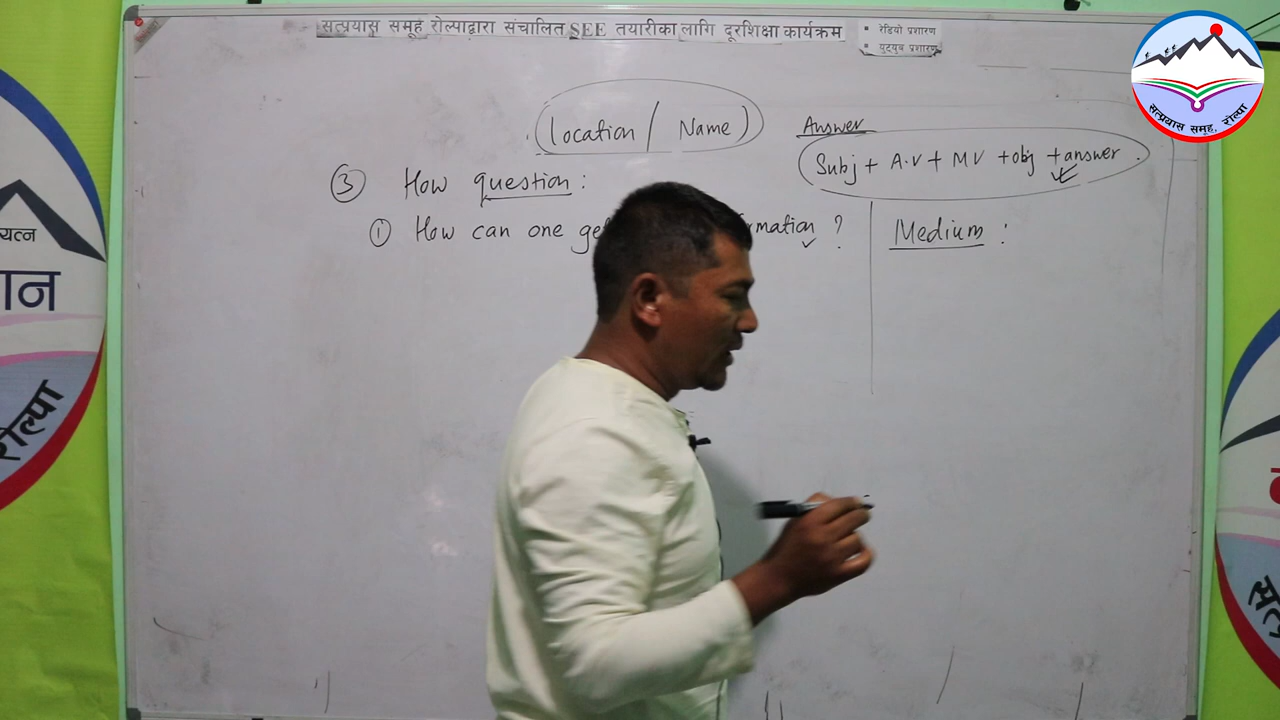 सत्प्रयास समूह रोल्पाद्वारा संचालित SEE तयारीका लागि दूरशिक्षा कार्यक्रम
▪ रेडियो प्रशारण
▪ युट्युब प्रशारण
(Location / Name)
Answer
Subj + A.V + MV + obj + answer.
③ How question:
① How can one ge rmation ?
Medium :
सत्प्रयास समूह, रोल्पा
यत्न
ान
रोल्पा